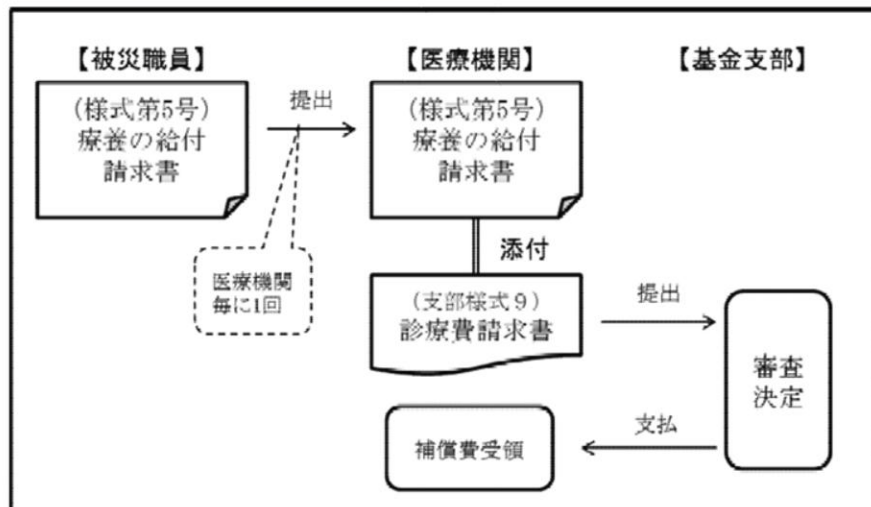 【被災職員】
【医療機関】
【基金支部】
(様式第5号)
療養の給付
請求書
提出
(様式第5号)
療養の給付
請求書
医療機関
毎に1回
添付
(支部様式9)
診療費請求書
提出
審査
決定
支払
補償費受領